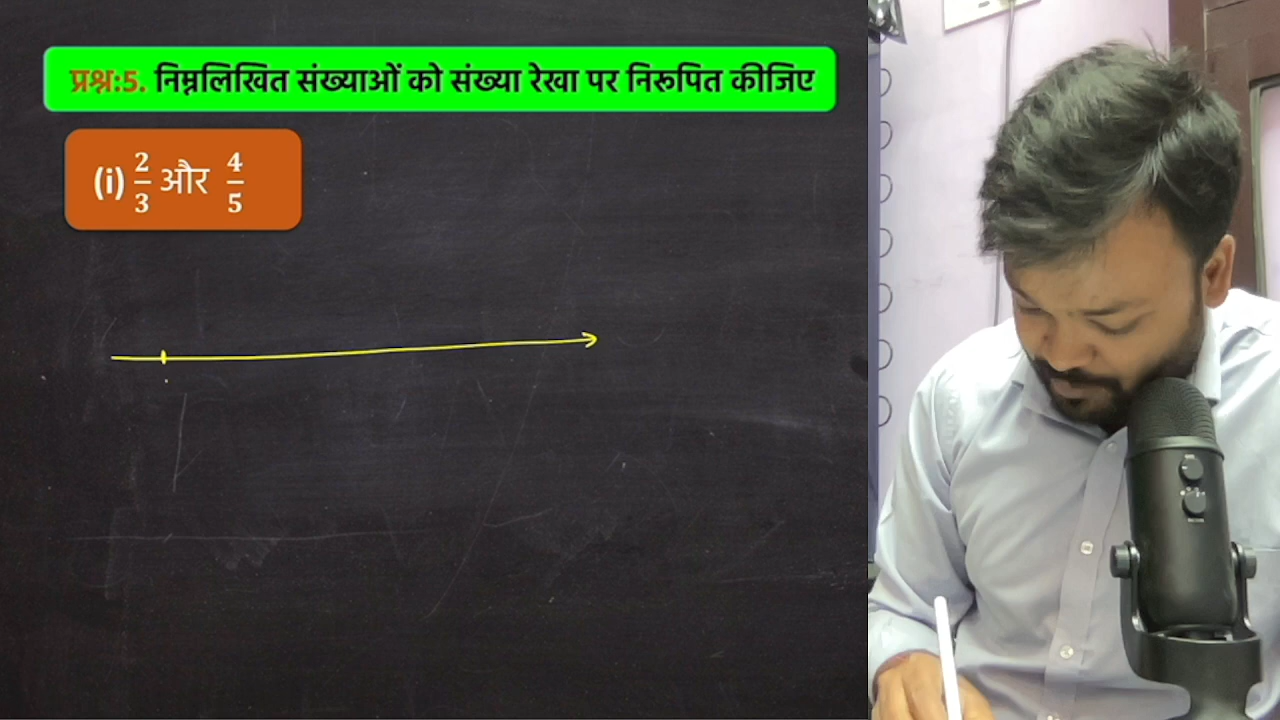 प्रश्न:5. निम्नलिखित संख्याओं को संख्या रेखा पर निरूपित कीजिए
(i) 2/3 और 4/5